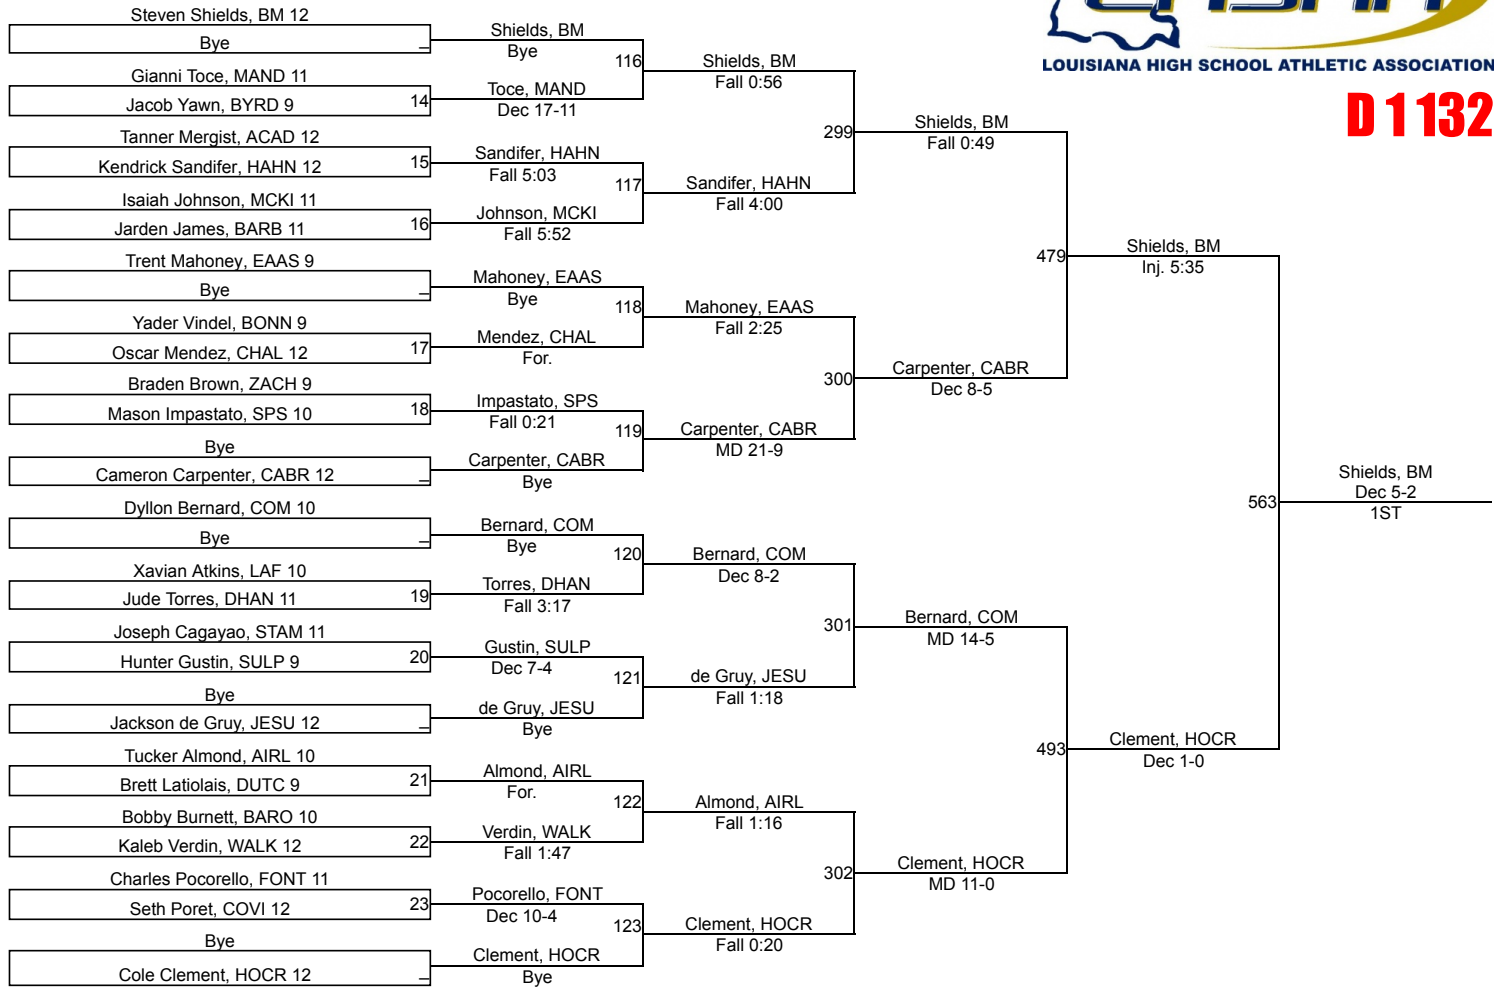 LOUISIANA HIGH SCHOOL ATHLETIC ASSOCIATION
D 1 132
Steven Shields, BM 12
Bye
_
Gianni Toce, MAND 11
Jacob Yawn, BYRD 9
14
Tanner Mergist, ACAD 12
Kendrick Sandifer, HAHN 12
15
Isaiah Johnson, MCKI 11
Jarden James, BARB 11
16
Trent Mahoney, EAAS 9
Bye
_
Yader Vindel, BONN 9
Oscar Mendez, CHAL 12
17
Braden Brown, ZACH 9
Mason Impastato, SPS 10
18
Bye
Cameron Carpenter, CABR 12
_
Dyllon Bernard, COM 10
Bye
_
Xavian Atkins, LAF 10
Jude Torres, DHAN 11
19
Joseph Cagayao, STAM 11
Hunter Gustin, SULP 9
20
Bye
Jackson de Gruy, JESU 12
_
Tucker Almond, AIRL 10
Brett Latiolais, DUTC 9
21
Bobby Burnett, BARO 10
Kaleb Verdin, WALK 12
22
Charles Pocorello, FONT 11
Seth Poret, COVI 12
23
Bye
Cole Clement, HOCR 12
_
Shields, BM
Bye
116
Toce, MAND
Dec 17-11
Sandifer, HAHN
Fall 5:03
117
Johnson, MCKI
Fall 5:52
Mahoney, EAAS
Bye
118
Mendez, CHAL
For.
Impastato, SPS
Fall 0:21
119
Carpenter, CABR
Bye
Bernard, COM
Bye
120
Torres, DHAN
Fall 3:17
Gustin, SULP
Dec 7-4
121
de Gruy, JESU
Bye
Almond, AIRL
For.
122
Verdin, WALK
Fall 1:47
Pocorello, FONT
Dec 10-4
123
Clement, HOCR
Bye
Shields, BM
Fall 0:56
299
Sandifer, HAHN
Fall 4:00
Mahoney, EAAS
Fall 2:25
300
Carpenter, CABR
MD 21-9
Bernard, COM
Dec 8-2
301
de Gruy, JESU
Fall 1:18
Almond, AIRL
Fall 1:16
302
Clement, HOCR
Fall 0:20
Shields, BM
Fall 0:49
479
Carpenter, CABR
Dec 8-5
Bernard, COM
MD 14-5
493
Clement, HOCR
MD 11-0
Shields, BM
Inj. 5:35
563
Clement, HOCR
Dec 1-0
Shields, BM
Dec 5-2
1ST